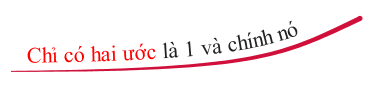 Chỉ có hai ước là 1 và chính nó